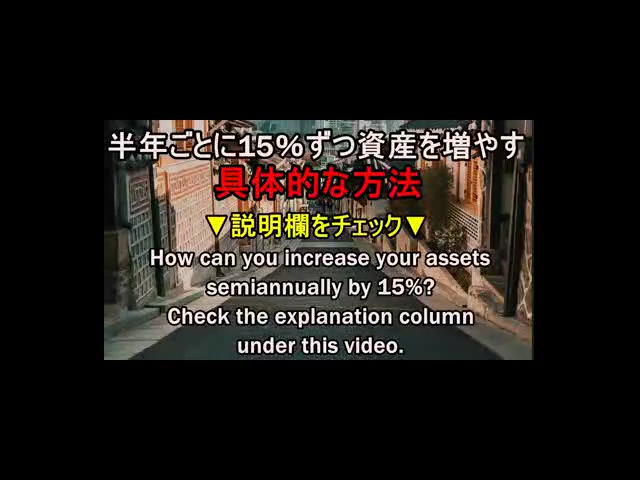 半年ごとに15%ずつ資産を増やす
具体的な方法
▼説明欄をチェック▼
How can you increase your assets
semiannually by 15%?
Check the explanation column
under this video.